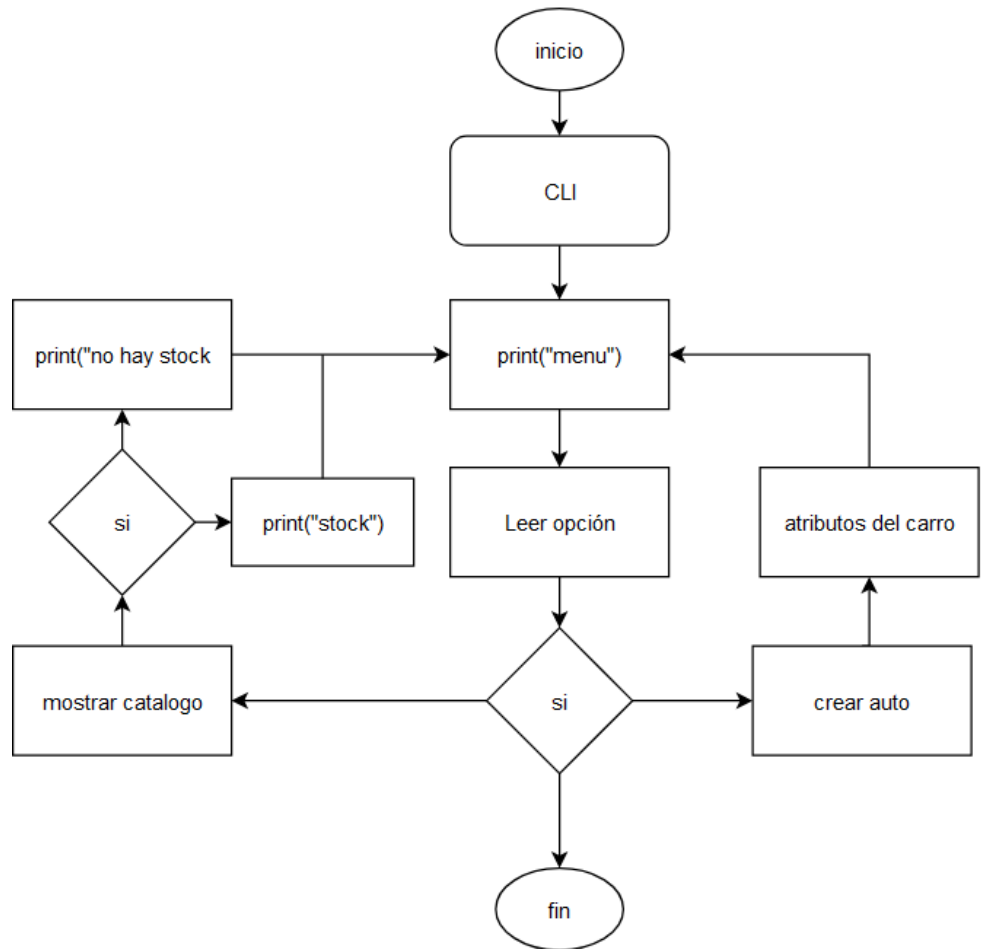 inicio
CLI
print("no hay stock
print("menu")
si
print("stock")
Leer opción
atributos del carro
mostrar catalogo
si
crear auto
fin